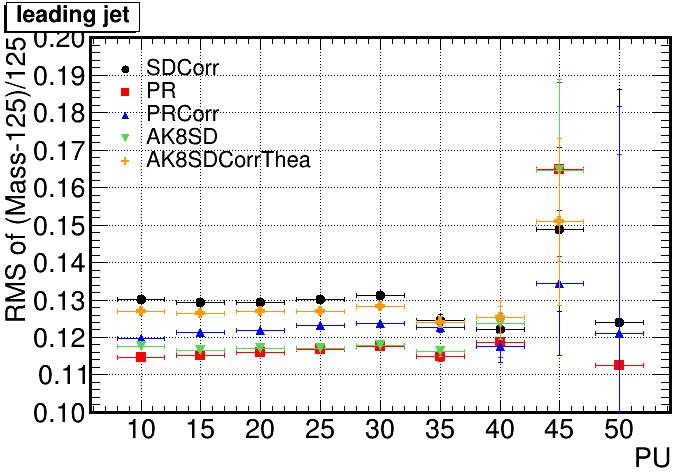 leading jet
RMS of (Mass-125)/125
0.20
0.19
0.18
0.17
0.16
0.15
0.14
0.13
0.12
0.11
0.10
SDCorr
PR
PRCorr
AK8SD
AK8SDCorrThea
10 15 20 25 30 35 40 45 50
PU